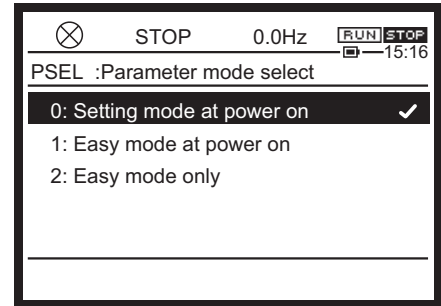 STOP 0.0Hz RUN STOP
15:16
PSEL :Parameter mode select
0: Setting mode at power on
1: Easy mode at power on
2: Easy mode only